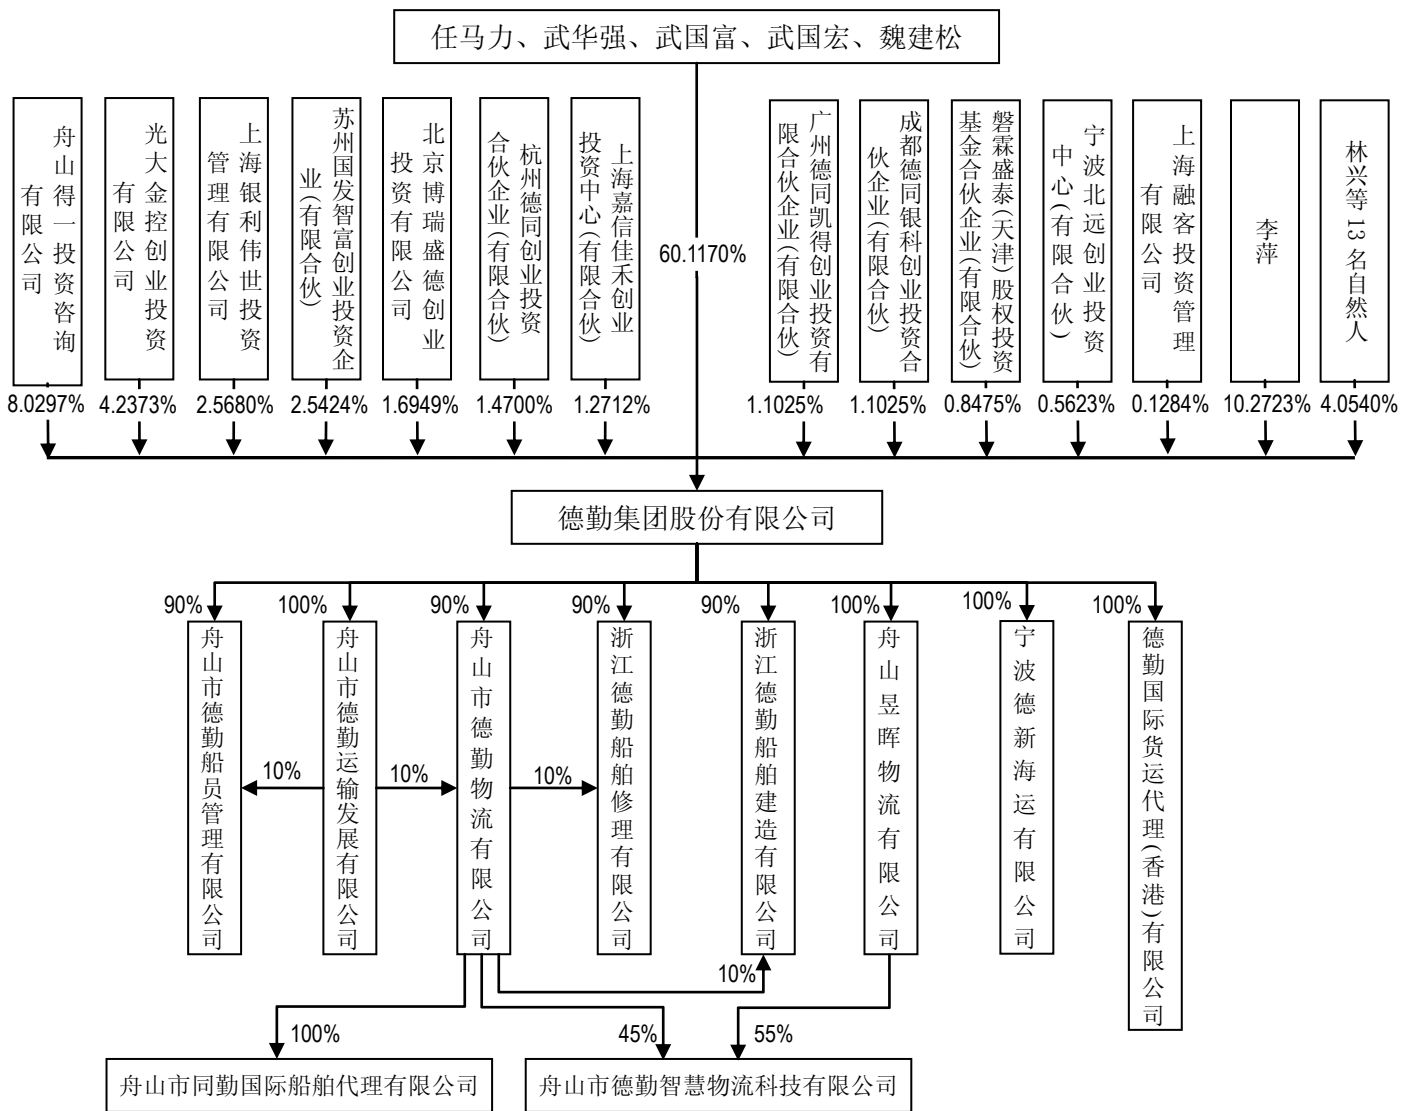 任马力、武华强、武国富、武国宏、魏建松
舟山得一投资咨询
有限公司
光大金控创业投资
有限公司
上海银利伟世投资
管理有限公司
苏州国发智富创业投资企
业(有限合伙)
北京博瑞盛德创业
投资有限公司
杭州德同创业投资
合伙企业(有限合伙)
上海嘉信佳禾创业
投资中心(有限合伙)
60.1170%
广州德同凯得创业投资有
限合伙企业(有限合伙)
成都德同银科创业投资合
伙企业(有限合伙)
磐霖盛泰(天津)股权投资
基金合伙企业(有限合伙)
宁波北远创业投资
中心(有限合伙)
上海融客投资管理
有限公司
李萍
林兴等13名自然人
8.0297%
4.2373%
2.5680%
2.5424%
1.6949%
1.4700%
1.2712%
1.1025%
1.1025%
0.8475%
0.5623%
0.1284%
10.2723%
4.0540%
德勤集团股份有限公司
90%
100%
90%
90%
90%
100%
100%
100%
舟山市德勤船员管理有限公司
10%
舟山市德勤运输发展有限公司
10%
舟山市德勤物流有限公司
10%
浙江德勤船舶修理有限公司
浙江德勤船舶建造有限公司
舟山昱晖物流有限公司
宁波德新海运有限公司
德勤国际货运代理(香港)有限公司
10%
100%
45%
55%
舟山市同勤国际船舶代理有限公司
舟山市德勤智慧物流科技有限公司